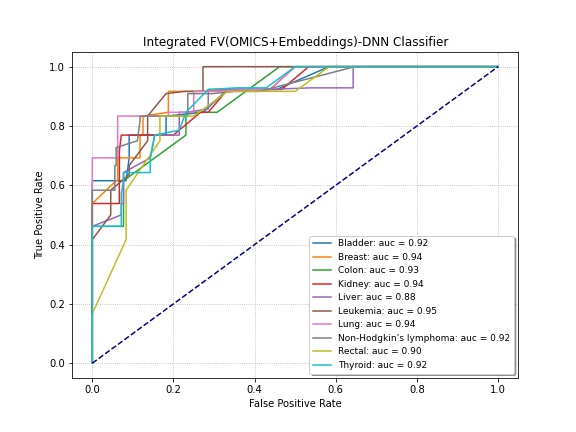 Integrated FV(OMICS+Embeddings)-DNN Classifier
1.0
0.8
0.6
0.4
0.2
0.0
True Positive Rate
Bladder: auc = 0.92
Breast: auc = 0.94
Colon: auc = 0.93
Kidney: auc = 0.94
Liver: auc = 0.88
Leukemia: auc = 0.95
Lung: auc = 0.94
Non-Hodgkin's lymphoma: auc = 0.92
Rectal: auc = 0.90
Thyroid: auc = 0.92
0.0 0.2 0.4 0.6 0.8 1.0
False Positive Rate